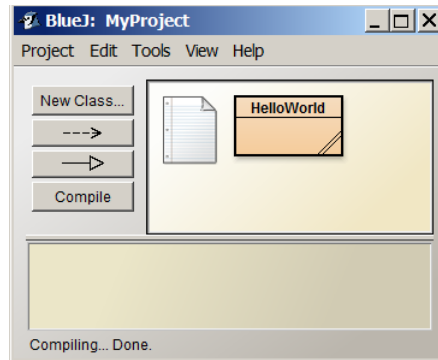 BlueJ: MyProject
Project Edit Tools View Help
New Class...
HelloWorld
Compile
Compiling... Done.